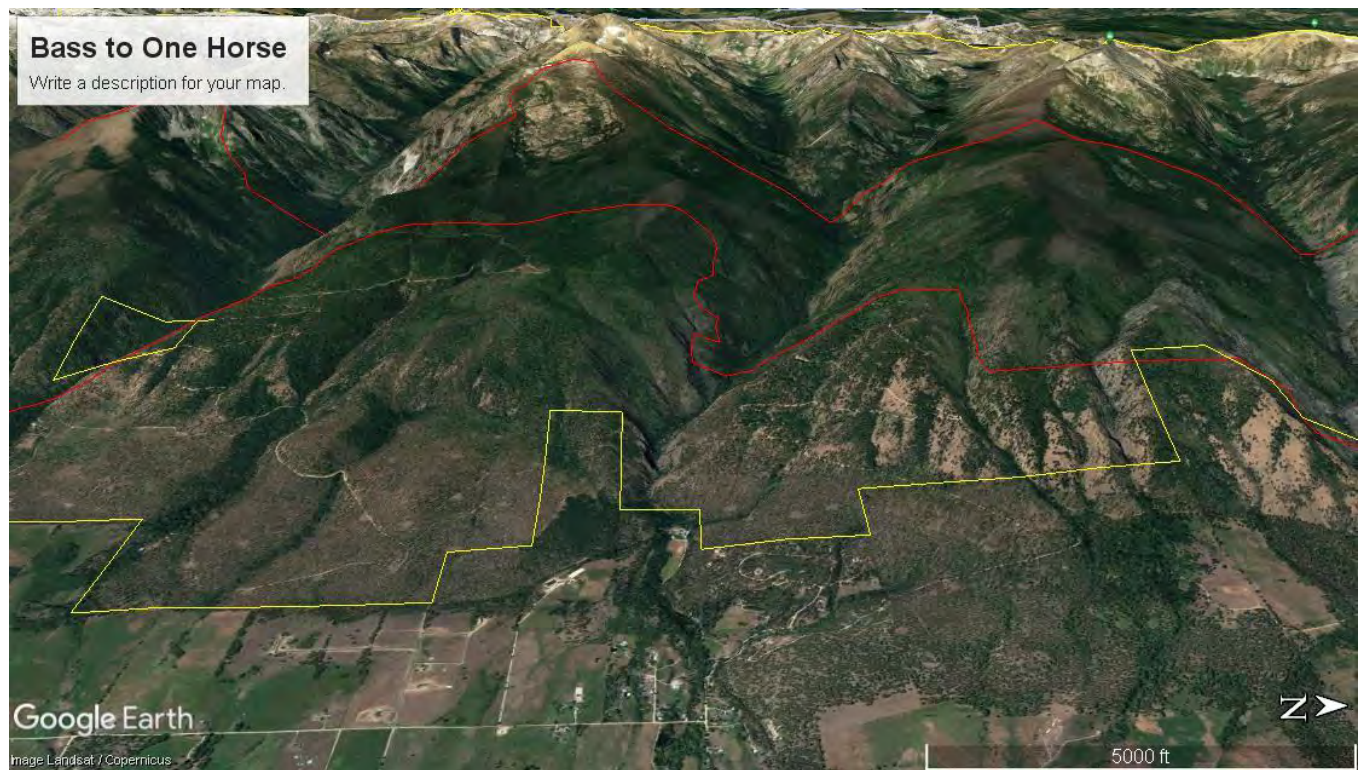 Bass to One Horse
Write a description for your map.
Google Earth
Image Landsat / Copernicus
N
5000 ft